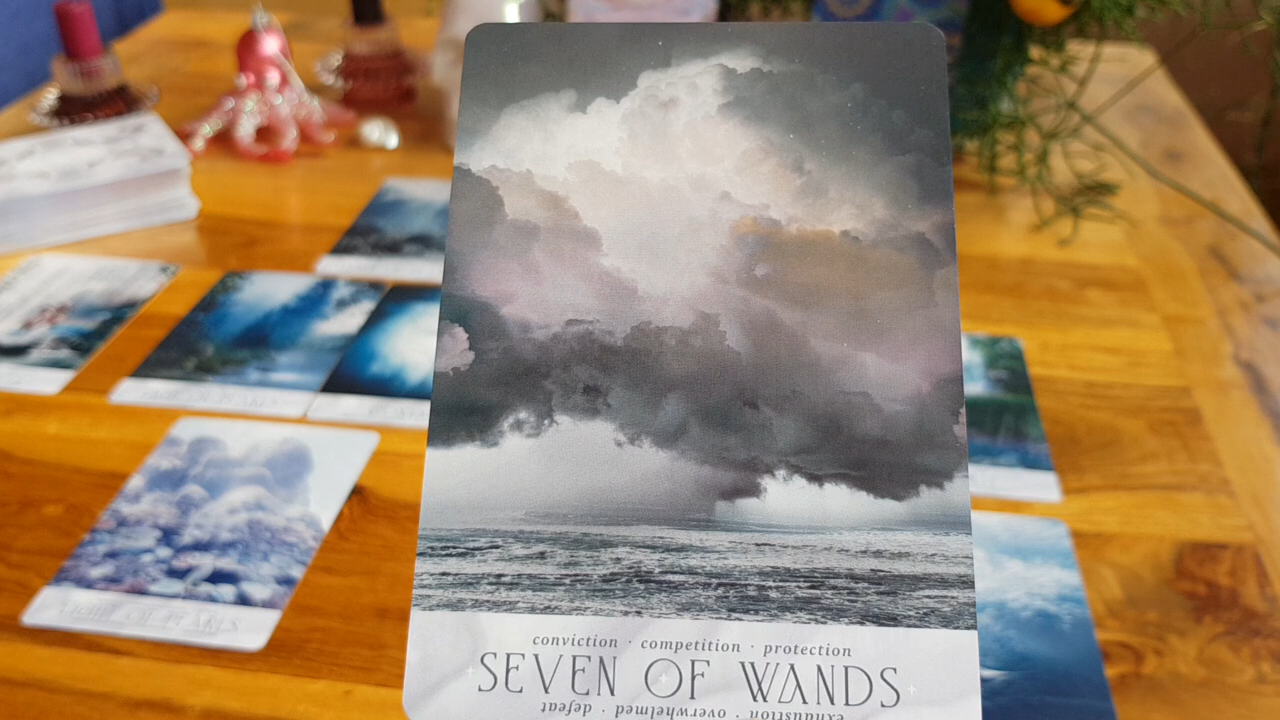 conviction · competition · protection
SEVEN OF WANDS
exhaustion · overwhelmed · defeat